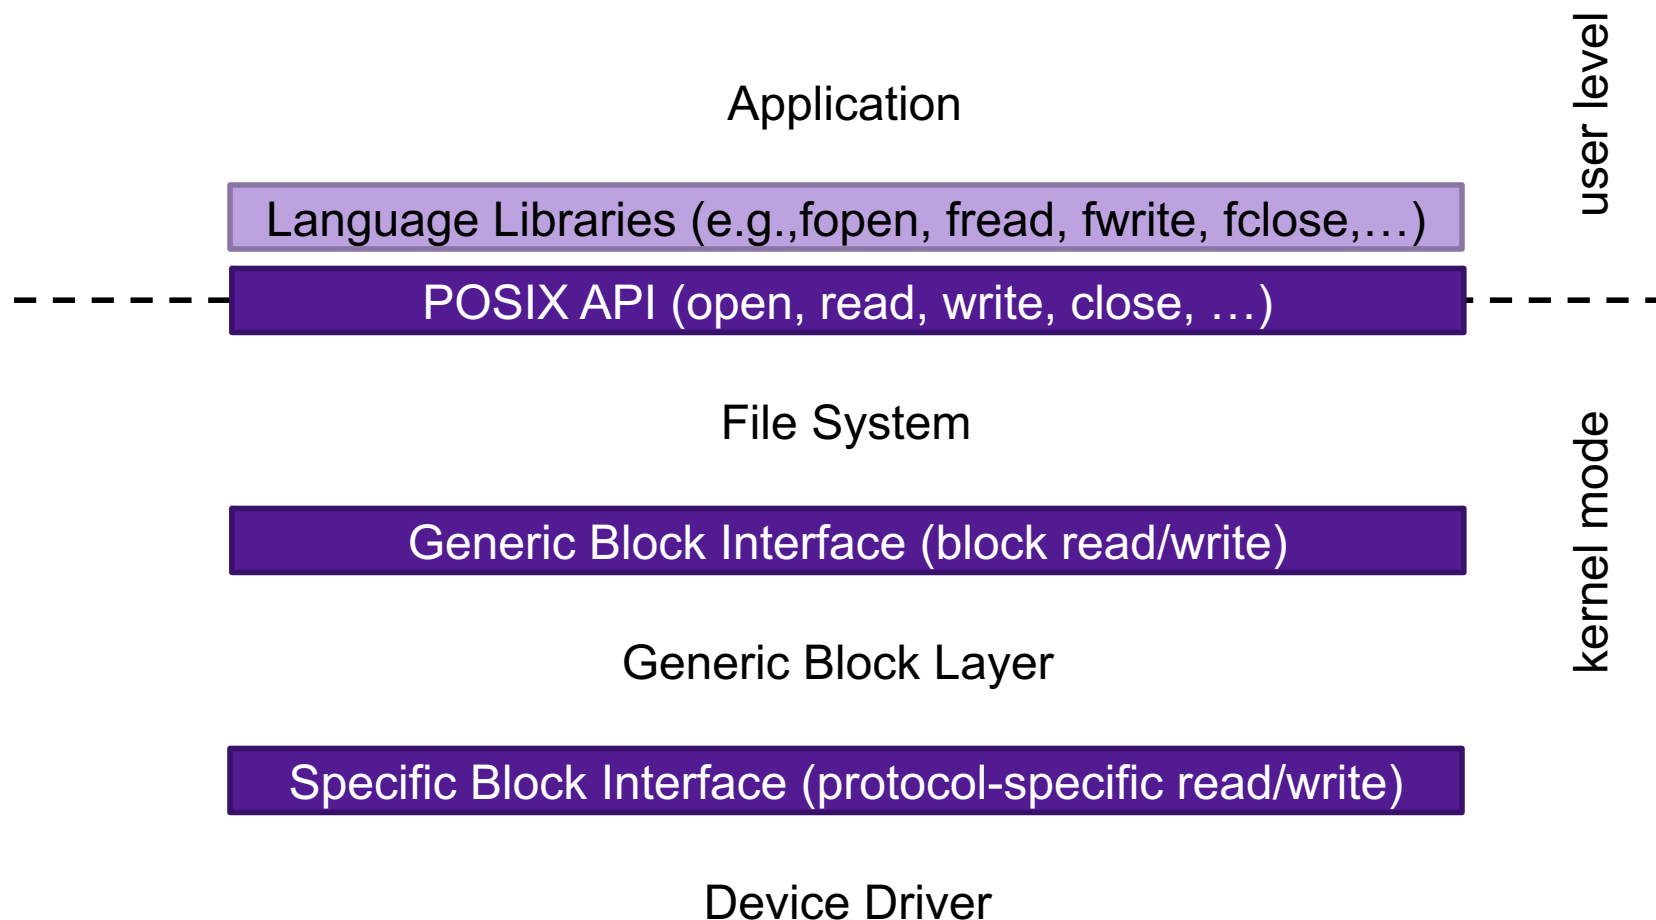 user level
Application
Language Libraries (e.g.,fopen, fread, fwrite, fclose,…)
POSIX API (open, read, write, close, …)
File System
kernel mode
Generic Block Interface (block read/write)
Generic Block Layer
Specific Block Interface (protocol-specific read/write)
Device Driver